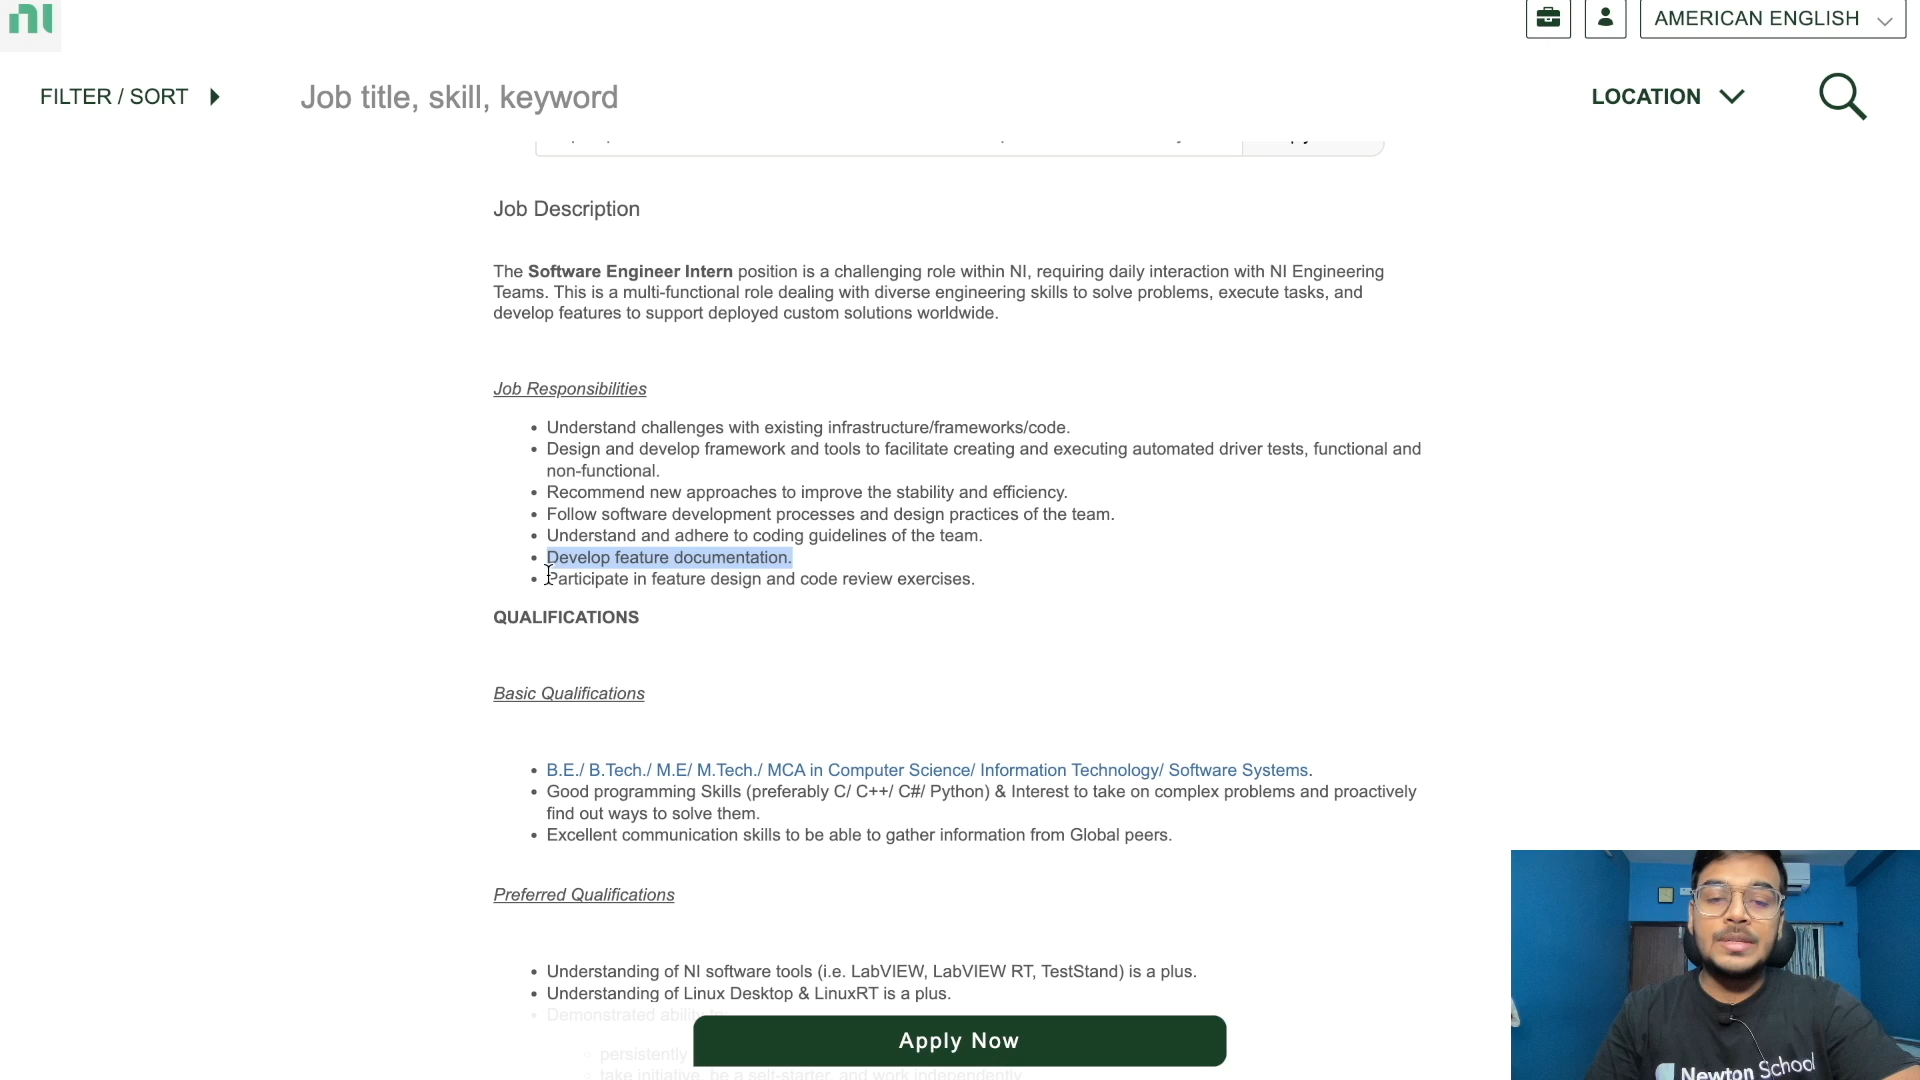 AMERICAN ENGLISH
FILTER / SORT
Job title, skill, keyword
LOCATION
Job Description
The Software Engineer Intern position is a challenging role within NI, requiring daily interaction with NI Engineering
Teams. This is a multi-functional role dealing with diverse engineering skills to solve problems, execute tasks, and
develop features to support deployed custom solutions worldwide.
Job Responsibilities
• Understand challenges with existing infrastructure/frameworks/code.
• Design and develop framework and tools to facilitate creating and executing automated driver tests, functional and
non-functional.
• Recommend new approaches to improve the stability and efficiency.
• Follow software development processes and design practices of the team.
• Understand and adhere to coding guidelines of the team.
• Develop feature documentation.
• Participate in feature design and code review exercises.
QUALIFICATIONS
Basic Qualifications
• B.E./ B.Tech./ M.E/ M.Tech./ MCA in Computer Science/ Information Technology/ Software Systems.
• Good programming Skills (preferably C/ C++/ C#/ Python) & Interest to take on complex problems and proactively
find out ways to solve them.
• Excellent communication skills to be able to gather information from Global peers.
Preferred Qualifications
• Understanding of NI software tools (i.e. LabVIEW, LabVIEW RT, TestStand) is a plus.
• Understanding of Linux Desktop & LinuxRT is a plus.
• Demonstrated
Apply Now
persistently
take initiative, be a self-starter, and work independently
Newton School